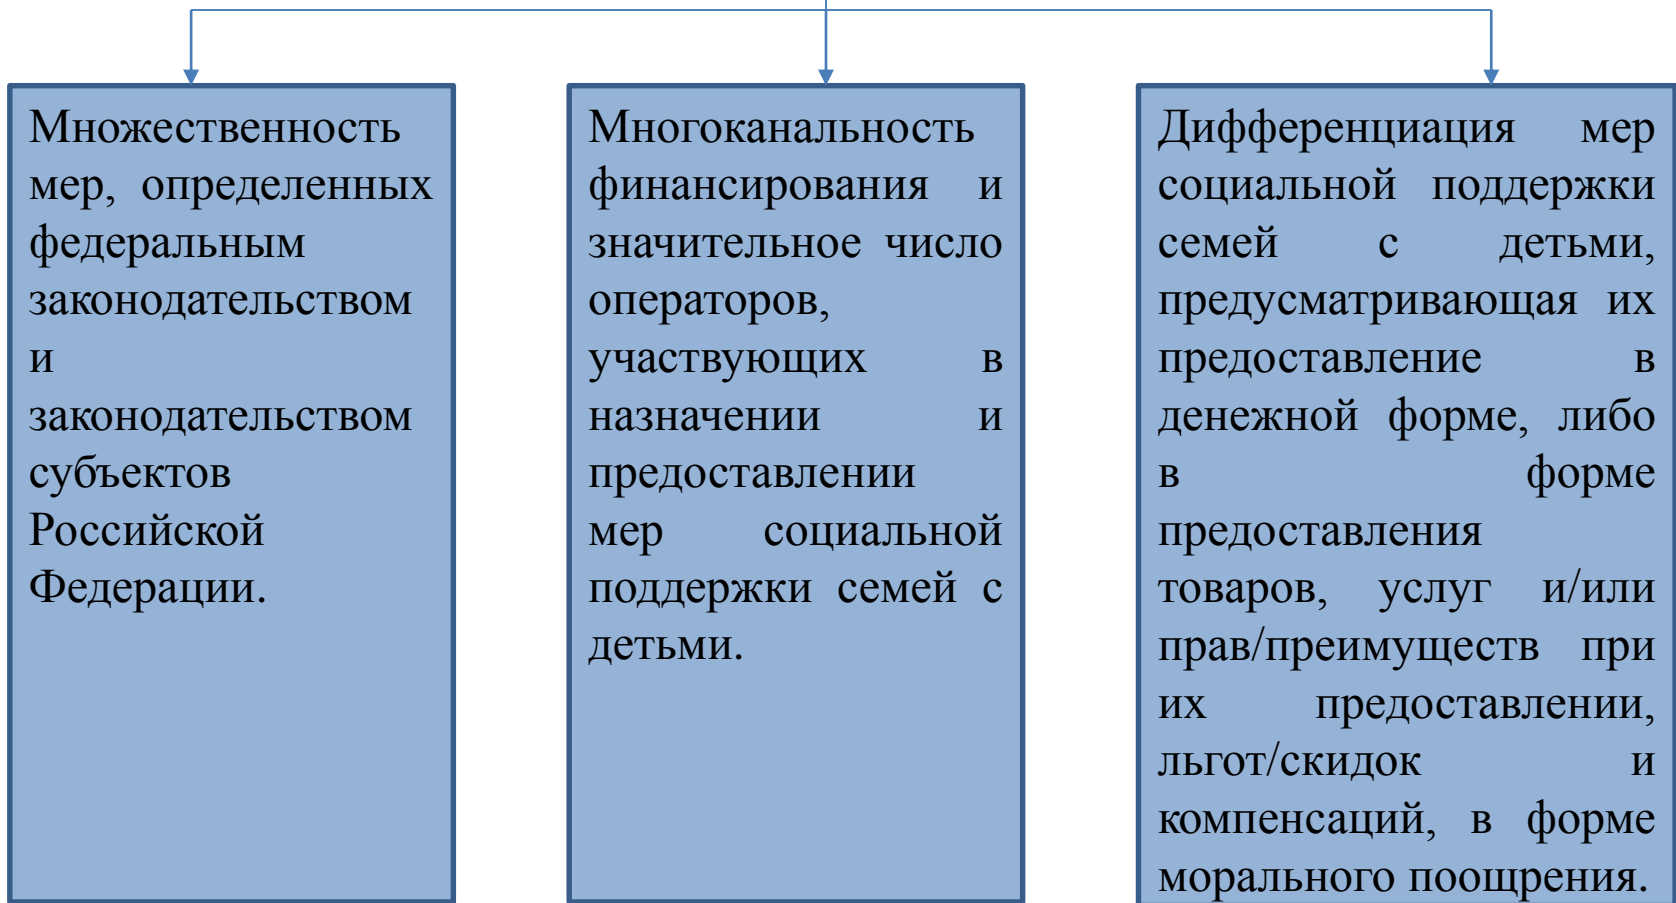 Множественность
мер, определенных
федеральным
законодательством
и
законодательством
субъектов
Российской
Федерации.
Многоканальность
финансирования и
значительное число
операторов,
участвующих в
назначении и
предоставлении
мер социальной
поддержки семей с
детьми.
Дифференциация мер
социальной поддержки
семей с детьми,
предусматривающая их
предоставление в
денежной форме, либо
в форме
предоставления
товаров, услуг и/или
прав/преимуществ при
их предоставлении,
льгот/скидок и
компенсаций, в форме
морального поощрения.